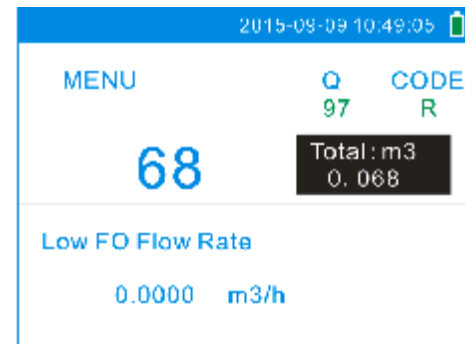 2015-09-09 10:49:05
MENU Q CODE
97 R
68 Total:m3
0.068
Low FO Flow Rate
0.0000 m3/h